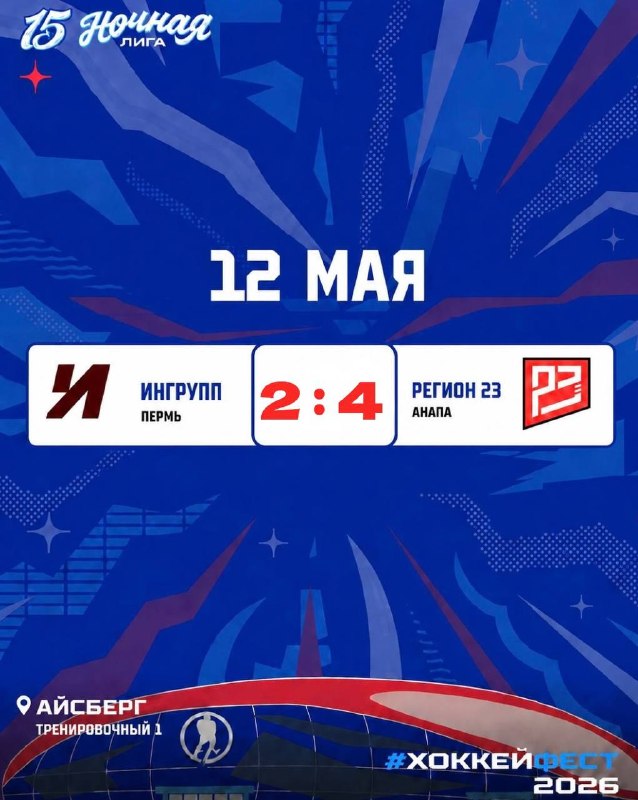 15 Ночная
ЛИГА
12 МАЯ
ИНГРУПП
ПЕРМЬ
2:4
РЕГИОН 23
АНАПА
АЙСБЕРГ
ТРЕНИРОВОЧНЫЙ 1
#ХОККЕЙФЕСТ
2026